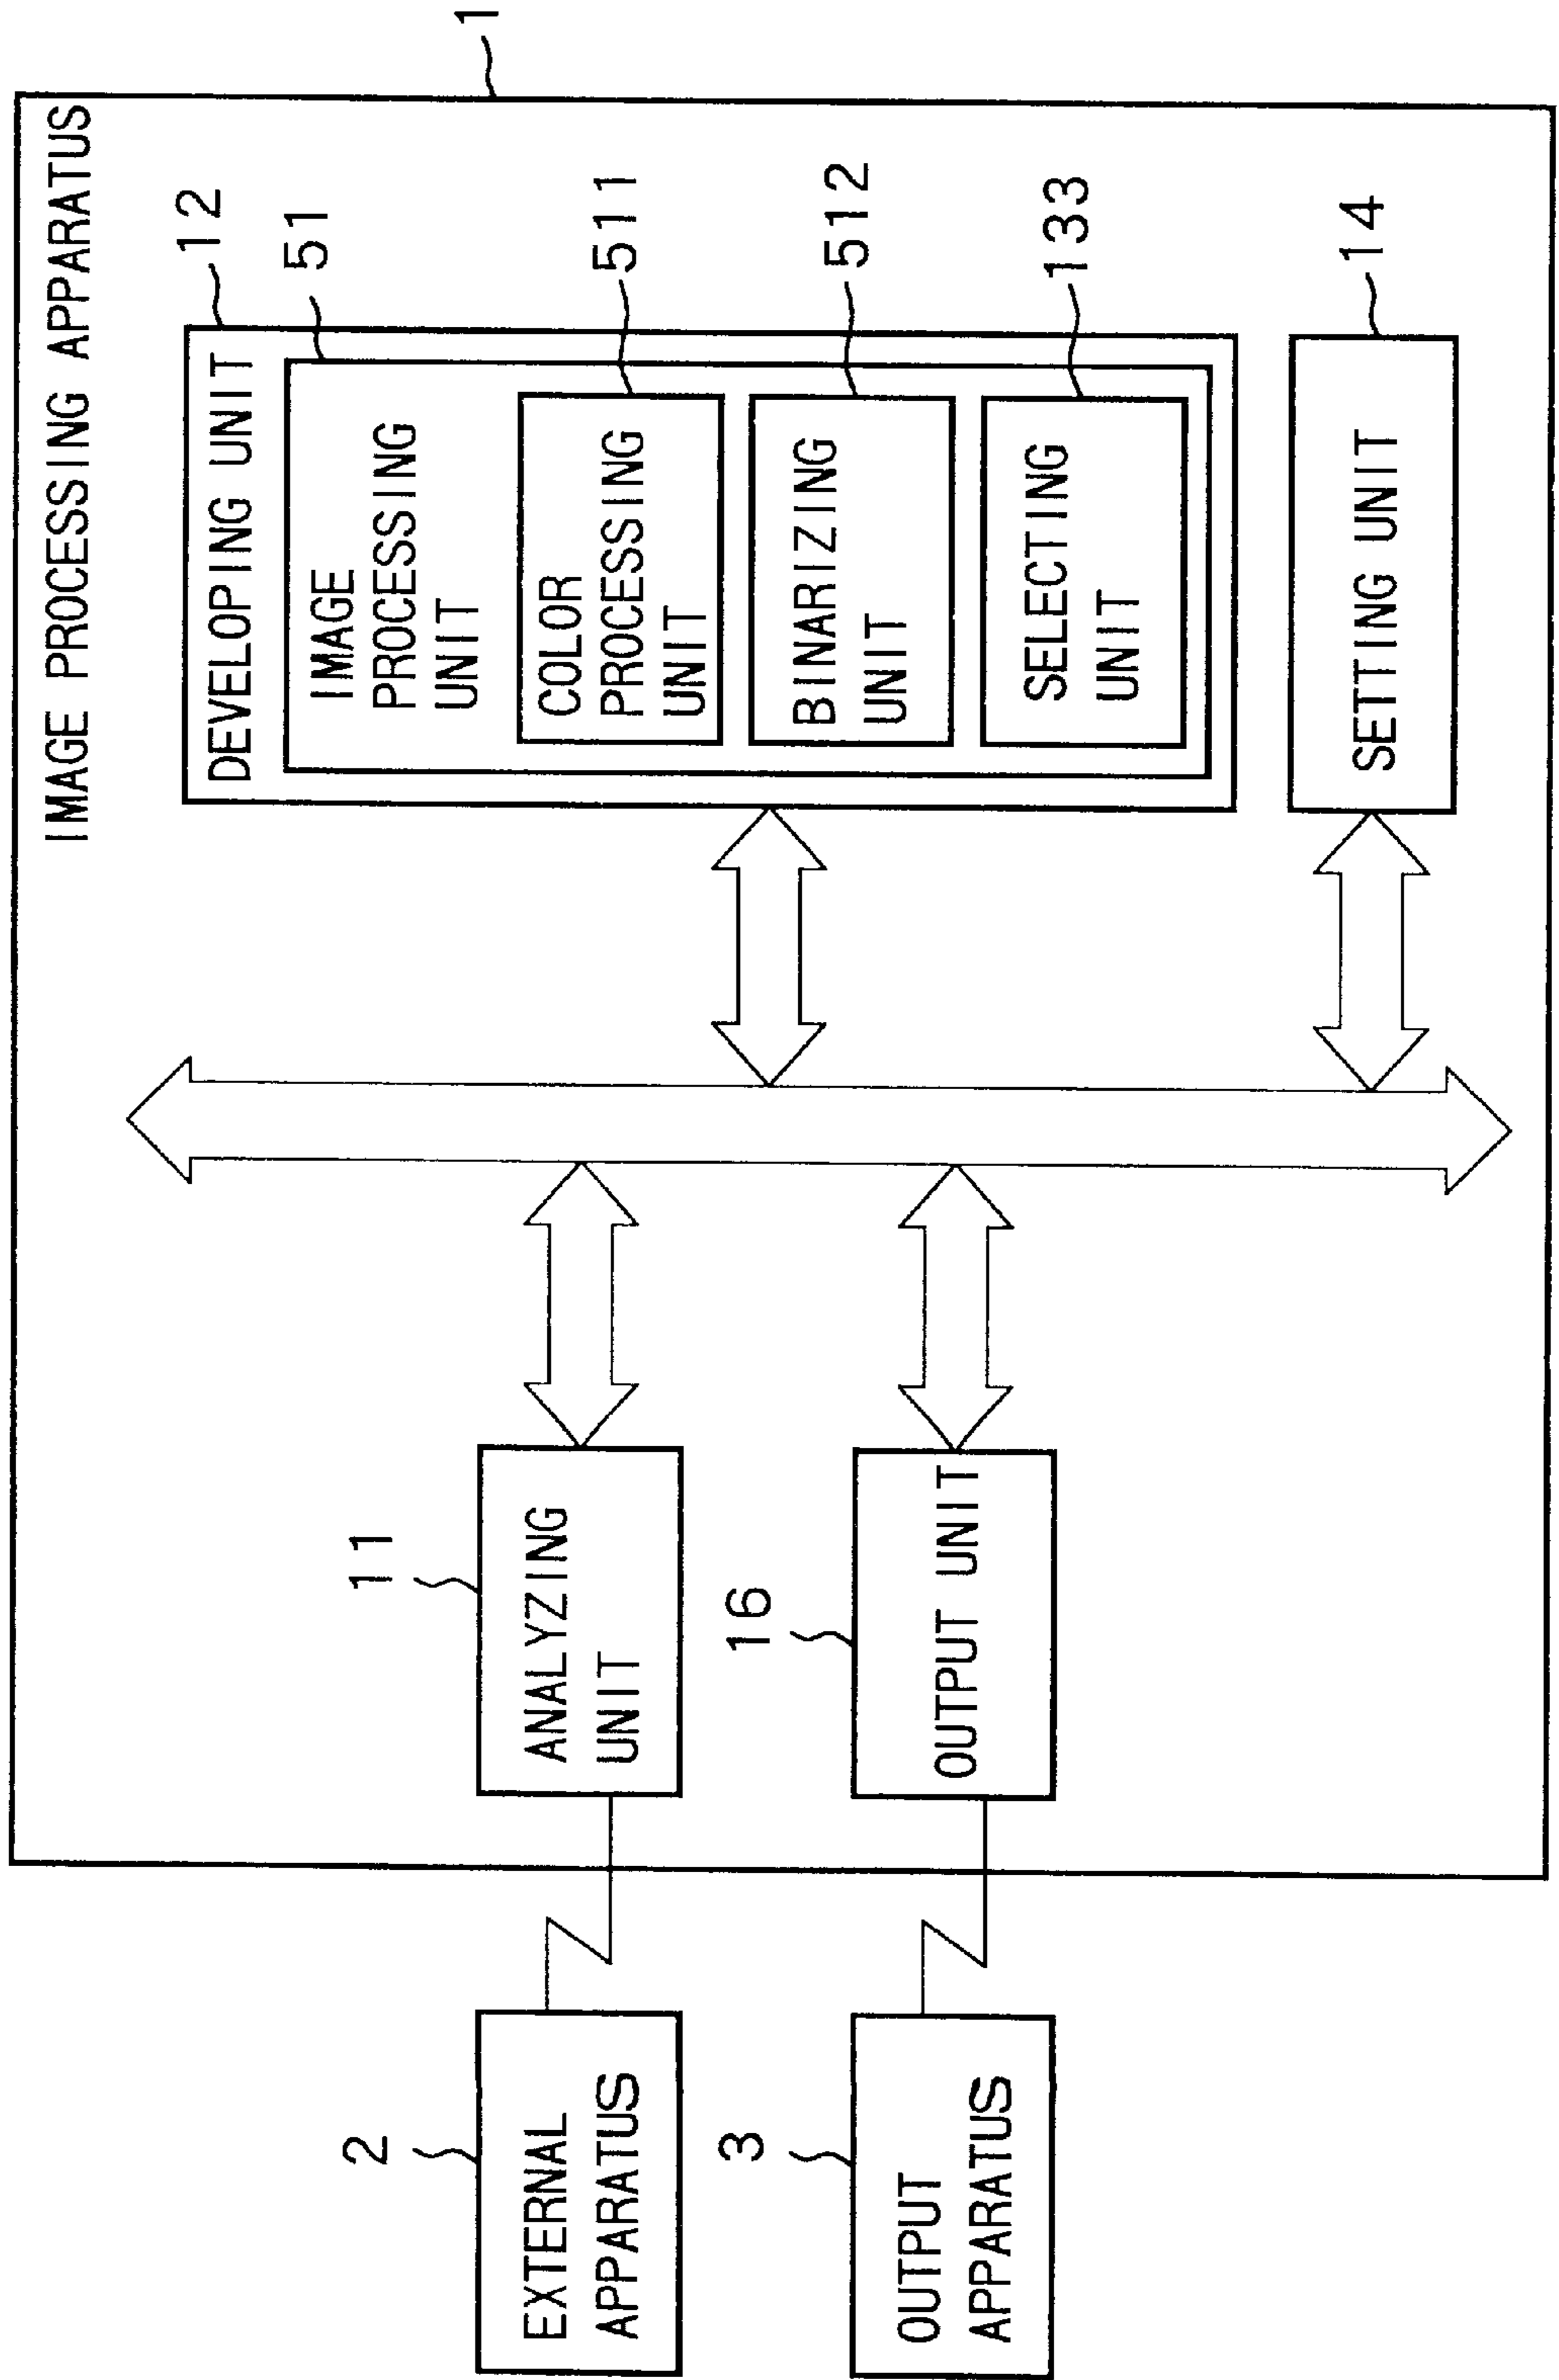 IMAGE PROCESSING APPARATUS
1
DEVELOPING UNIT
12
IMAGE
PROCESSING
UNIT
51
COLOR
PROCESSING
UNIT
511
BINARIZING
UNIT
512
SELECTING
UNIT
133
SETTING UNIT
14
11
ANALYZING
UNIT
16
OUTPUT UNIT
2
EXTERNAL
APPARATUS
3
OUTPUT
APPARATUS